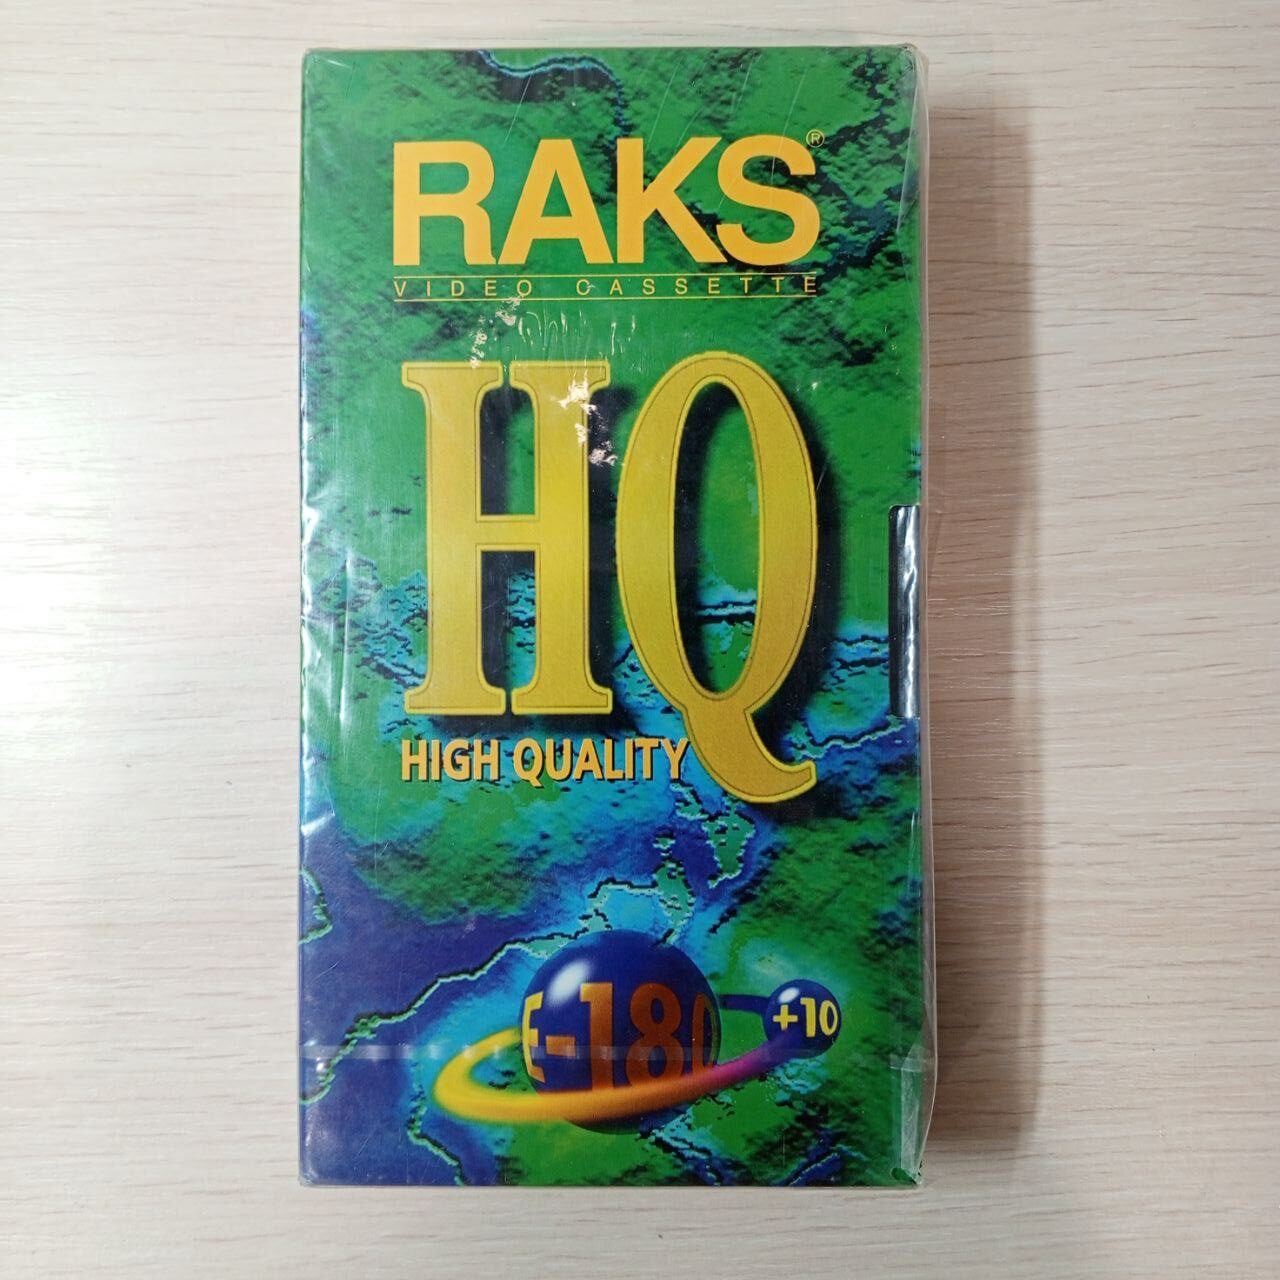 RAKS®
VIDEO CASSETTE
HQ
HIGH QUALITY
E-180
+10